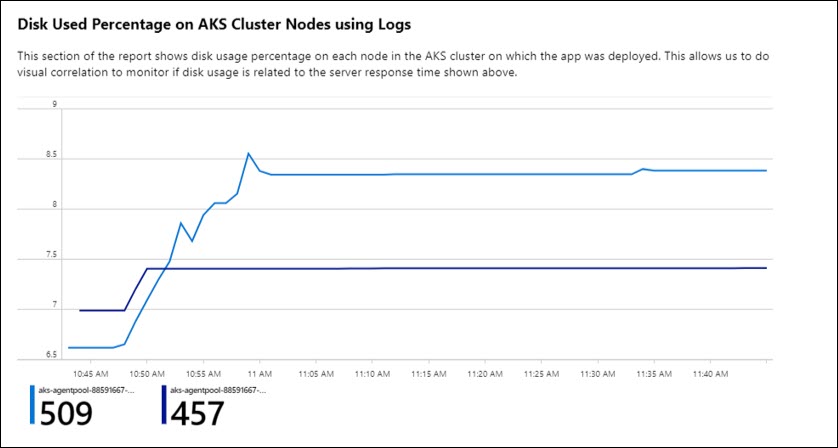 Disk Used Percentage on AKS Cluster Nodes using Logs
This section of the report shows disk usage percentage on each node in the AKS cluster on which the app was deployed. This allows us to do
visual correlation to monitor if disk usage is related to the server response time shown above.
9
8.5
8
7.5
7
6.5
10:45 AM 10:50 AM 10:55 AM 11 AM 11:05 AM 11:10 AM 11:15 AM 11:20 AM 11:25 AM 11:30 AM 11:35 AM 11:40 AM
aks-agentpool-88591667-... aks-agentpool-88591667-...
509 457